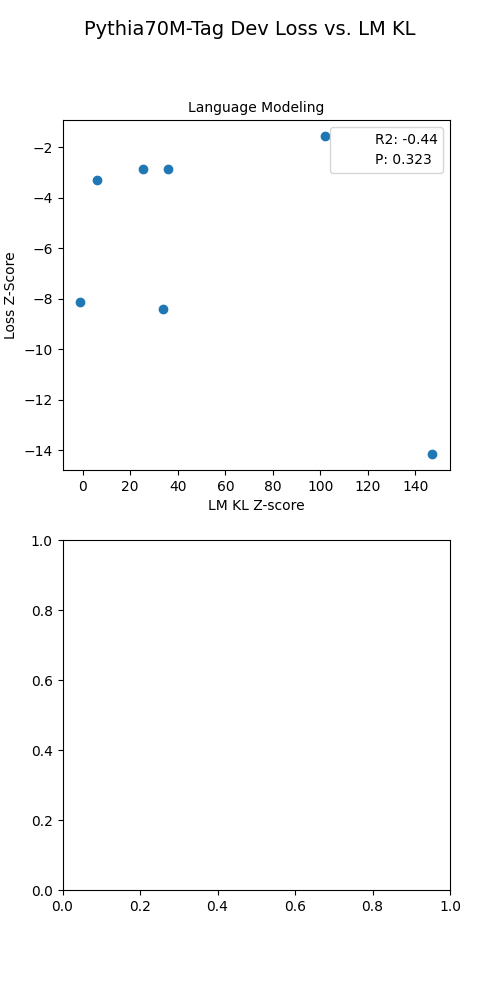 Pythia70M-Tag Dev Loss vs. LM KL
Language Modeling
R2: -0.44
P: 0.323
Loss Z-Score
−2
−4
−6
−8
−10
−12
−14
0 20 40 60 80 100 120 140
LM KL Z-score
1.0
0.8
0.6
0.4
0.2
0.0
0.0 0.2 0.4 0.6 0.8 1.0